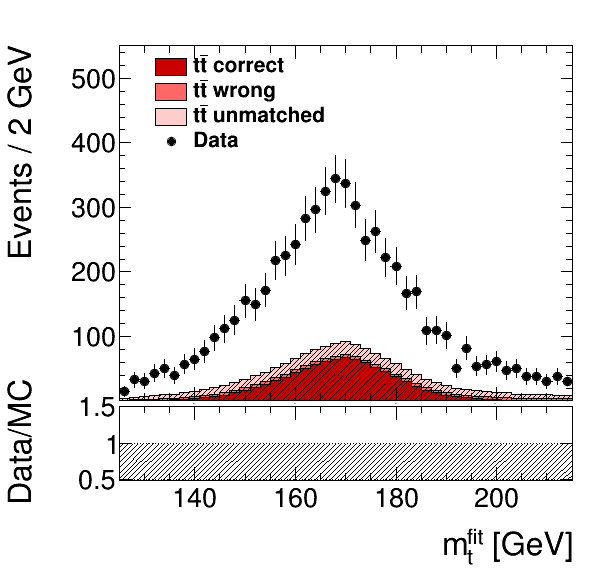 Events / 2 GeV
500
400
300
200
100
tt̄ correct
tt̄ wrong
tt̄ unmatched
Data
Data/MC
1.5
1
0.5
140 160 180 200
m_t^fit [GeV]